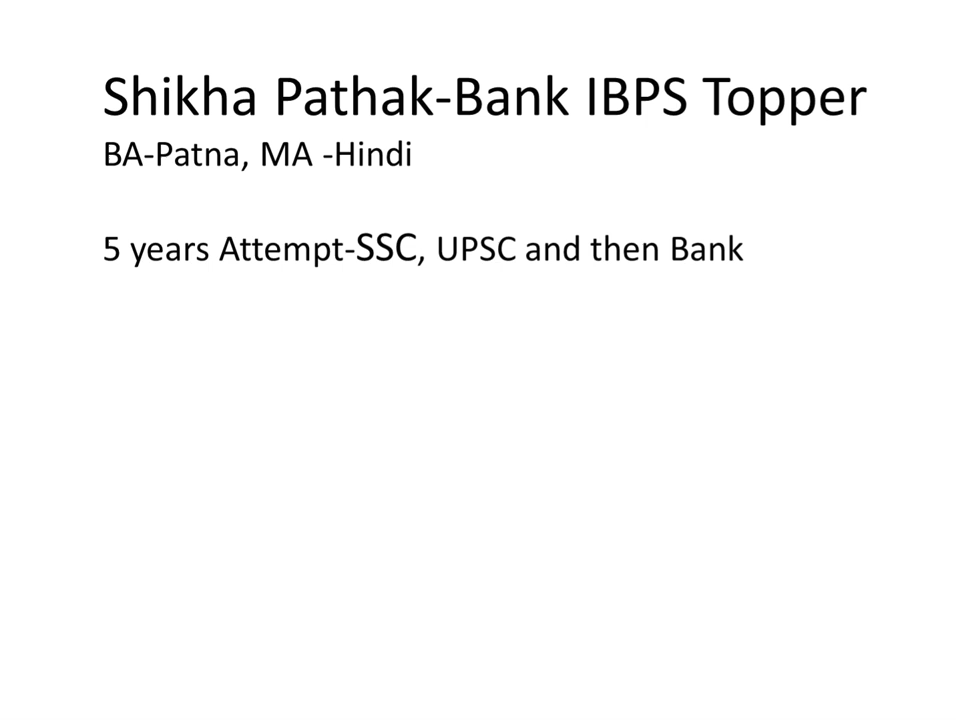 Shikha Pathak-Bank IBPS Topper
BA-Patna, MA -Hindi
5 years Attempt-SSC, UPSC and then Bank